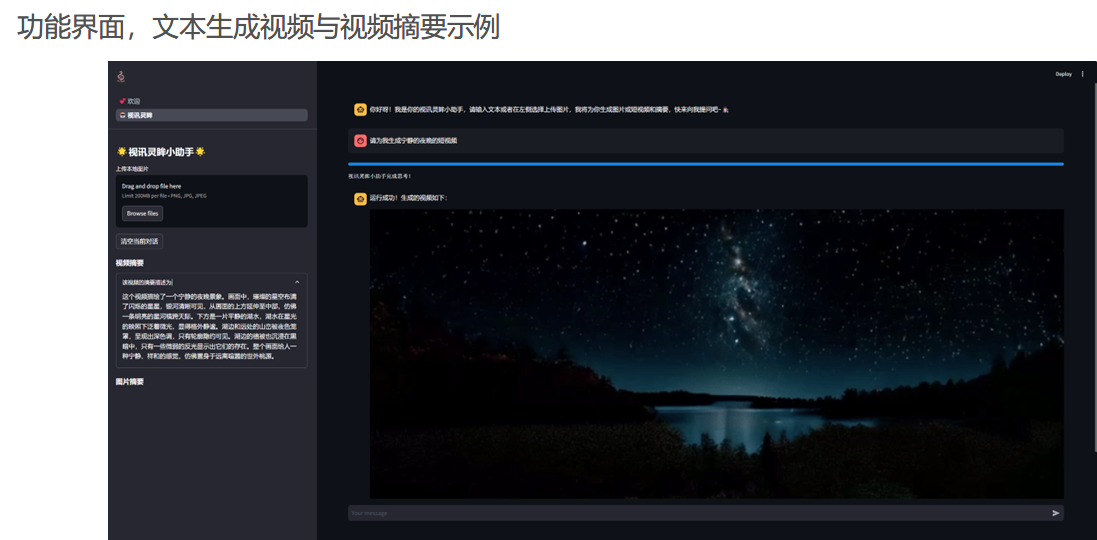 功能界面，文本生成视频与视频摘要示例
Deploy
欢迎
视讯灵眸
视讯灵眸小助手
上传本地图片
Drag and drop file here
Limit 200MB per file • PNG, JPG, JPEG
Browse files
清空当前对话
视频摘要
该视频的摘要描述为
这个视频描绘了一个宁静的夜晚景象。画面中，璀璨的星空布满
了闪烁的星星，银河清晰可见，从画面的上方延伸至中部，仿佛
一条明亮的星河横跨天际。下方是一片平静的湖水，湖水在星光
的映照下泛着微光，显得格外静谧。湖边和远处的山峦被夜色笼
罩，呈现出深色调，只有轮廓隐约可见。湖边的植被也沉浸在黑
暗中，只有一些微弱的反光显示出它们的存在。整个画面给人一
种宁静、祥和的感觉，仿佛置身于远离喧嚣的世外桃源。
图片摘要
你好呀！我是你的视讯灵眸小助手，请输入文本或者在左侧选择上传图片，我将为你生成图片或短视频和摘要，快来向我提问吧~
请为我生成宁静的夜晚的短视频
视讯灵眸小助手完成思考！
运行成功！生成的视频如下：
Your message